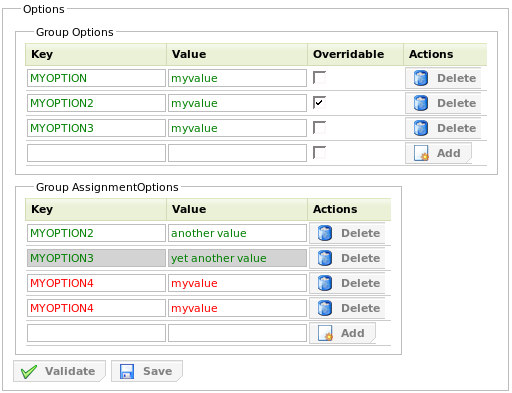 Options
Group Options
Key Value Overridable Actions
MYOPTION myvalue Delete
MYOPTION2 myvalue Delete
MYOPTION3 myvalue Delete
Add
Group AssignmentOptions
Key Value Actions
MYOPTION2 another value Delete
MYOPTION3 yet another value Delete
MYOPTION4 myvalue Delete
MYOPTION4 myvalue Delete
Add
Validate Save